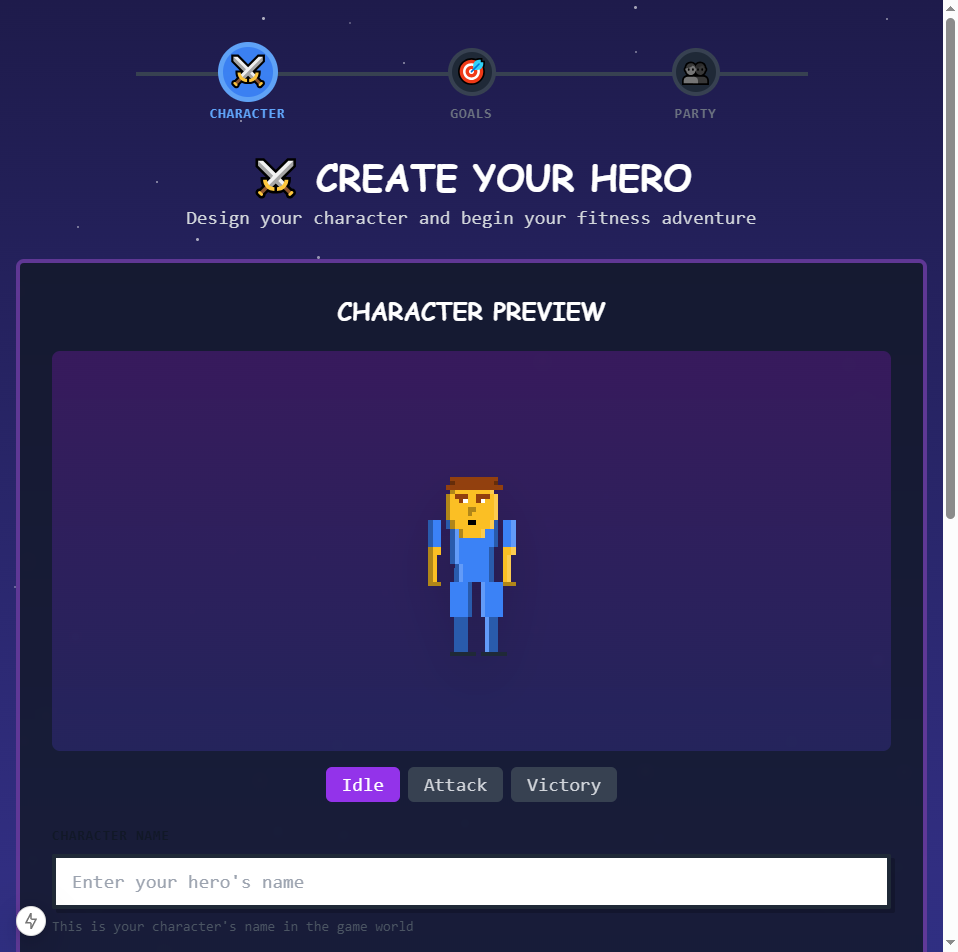 CHARACTER
GOALS
PARTY
CREATE YOUR HERO
Design your character and begin your fitness adventure
CHARACTER PREVIEW
Idle
Attack
Victory
CHARACTER NAME
Enter your hero's name
This is your character's name in the game world